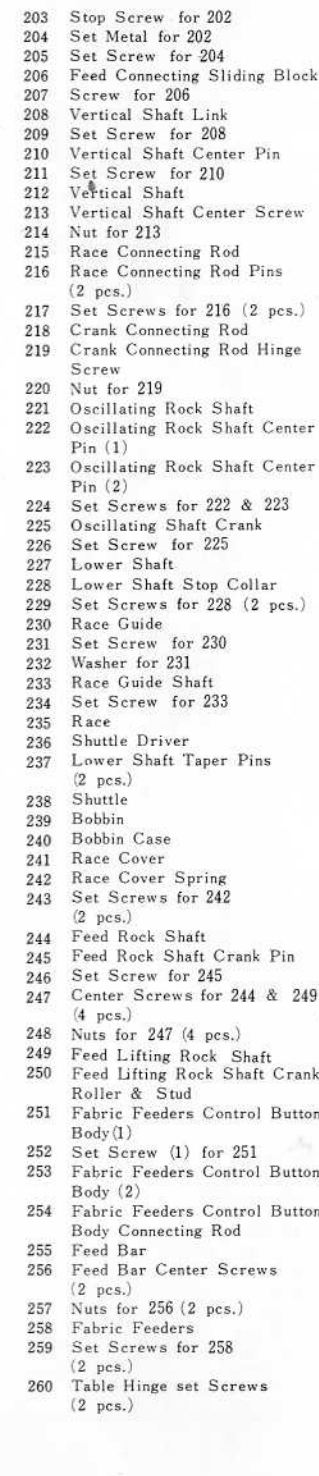 203 Stop Screw for 202
204 Set Metal for 202
205 Set Screw for 204
206 Feed Connecting Sliding Block
207 Screw for 206
208 Vertical Shaft Link
209 Set Screw for 208
210 Vertical Shaft Center Pin
211 Set Screw for 210
212 Vertical Shaft
213 Vertical Shaft Center Screw
214 Nut for 213
215 Race Connecting Rod
216 Race Connecting Rod Pins
(2 pcs.)
217 Set Screws for 216 (2 pcs.)
218 Crank Connecting Rod
219 Crank Connecting Rod Hinge
Screw
220 Nut for 219
221 Oscillating Rock Shaft
222 Oscillating Rock Shaft Center
Pin (1)
223 Oscillating Rock Shaft Center
Pin (2)
224 Set Screws for 222 & 223
225 Oscillating Shaft Crank
226 Set Screw for 225
227 Lower Shaft
228 Lower Shaft Stop Collar
229 Set Screws for 228 (2 pcs.)
230 Race Guide
231 Set Screw for 230
232 Washer for 231
233 Race Guide Shaft
234 Set Screw for 233
235 Race
236 Shuttle Driver
237 Lower Shaft Taper Pins
(2 pcs.)
238 Shuttle
239 Bobbin
240 Bobbin Case
241 Race Cover
242 Race Cover Spring
243 Set Screws for 242
(2 pcs.)
244 Feed Rock Shaft
245 Feed Rock Shaft Crank Pin
246 Set Screw for 245
247 Center Screws for 244 & 249
(4 pcs.)
248 Nuts for 247 (4 pcs.)
249 Feed Lifting Rock Shaft
250 Feed Lifting Rock Shaft Crank
Roller & Stud
251 Fabric Feeders Control Button
Body(1)
252 Set Screw (1) for 251
253 Fabric Feeders Control Button
Body (2)
254 Fabric Feeders Control Button
Body Connecting Rod
255 Feed Bar
256 Feed Bar Center Screws
(2 pcs.)
257 Nuts for 256 (2 pcs.)
258 Fabric Feeders
259 Set Screws for 258
(2 pcs.)
260 Table Hinge set Screws
(2 pcs.)